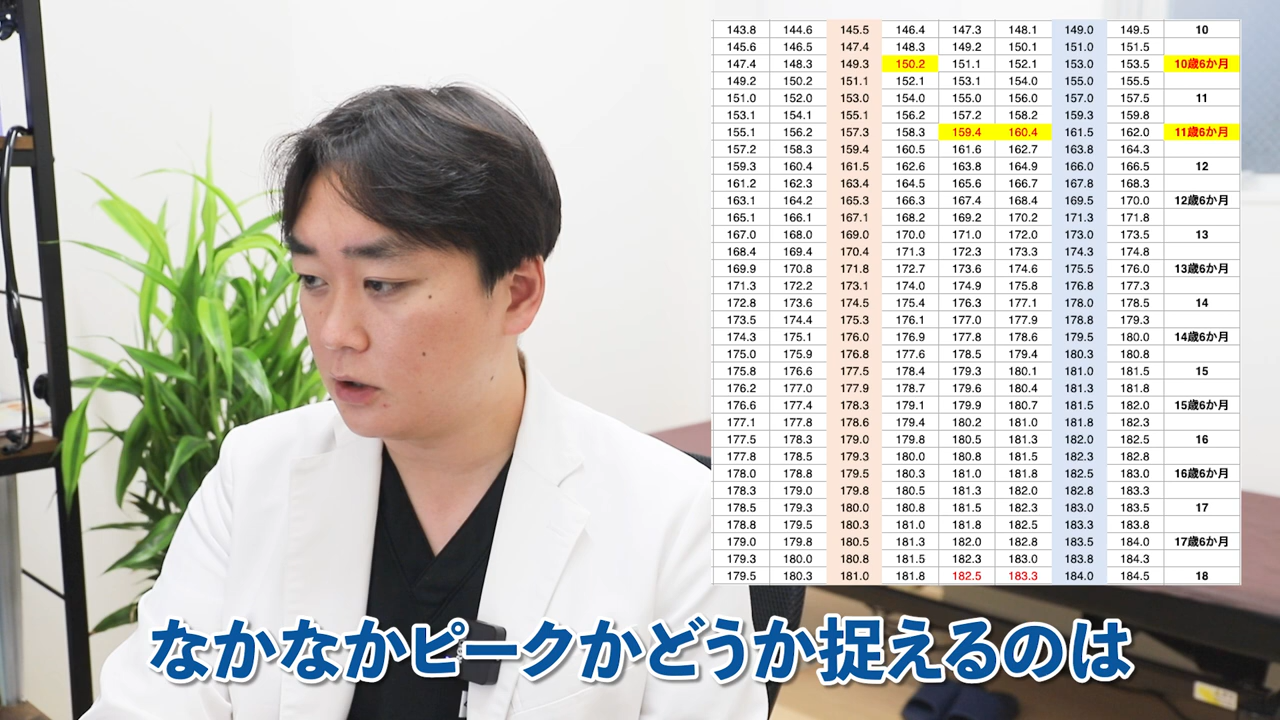 143.8 144.6 145.5 146.4 147.3 148.1 149.0 149.5 10
145.6 146.5 147.4 148.3 149.2 150.1 151.0 151.5
147.4 148.3 149.3 150.2 151.1 152.1 153.0 153.5 10歳6か月
149.2 150.2 151.1 152.1 153.1 154.0 155.0 155.5
151.0 152.0 153.0 154.0 155.0 156.0 157.0 157.5 11
153.1 154.1 155.1 156.2 157.2 158.2 159.3 159.8
155.1 156.2 157.3 158.3 159.4 160.4 161.5 162.0 11歳6か月
157.2 158.3 159.4 160.5 161.6 162.7 163.8 164.3
159.3 160.4 161.5 162.6 163.8 164.9 166.0 166.5 12
161.2 162.3 163.4 164.5 165.6 166.7 167.8 168.3
163.1 164.2 165.3 166.3 167.4 168.4 169.5 170.0 12歳6か月
165.1 166.1 167.1 168.2 169.2 170.2 171.3 171.8
167.0 168.0 169.0 170.0 171.0 172.0 173.0 173.5 13
168.4 169.4 170.4 171.3 172.3 173.3 174.3 174.8
169.9 170.8 171.8 172.7 173.6 174.6 175.5 176.0 13歳6か月
171.3 172.2 173.1 174.0 174.9 175.8 176.8 177.3
172.8 173.6 174.5 175.4 176.3 177.1 178.0 178.5 14
173.5 174.4 175.3 176.1 177.0 177.9 178.8 179.3
174.3 175.1 176.0 176.9 177.8 178.6 179.5 180.0 14歳6か月
175.0 175.9 176.8 177.6 178.5 179.4 180.3 180.8
175.8 176.6 177.5 178.4 179.3 180.1 181.0 181.5 15
176.2 177.0 177.9 178.7 179.6 180.4 181.3 181.8
176.6 177.4 178.3 179.1 179.9 180.7 181.5 182.0 15歳6か月
177.1 177.8 178.6 179.4 180.2 181.0 181.8 182.3
177.5 178.3 179.0 179.8 180.5 181.3 182.0 182.5 16
177.8 178.5 179.3 180.0 180.8 181.5 182.3 182.8
178.0 178.8 179.5 180.3 181.0 181.8 182.5 183.0 16歳6か月
178.3 179.0 179.8 180.5 181.3 182.0 182.8 183.3
178.5 179.3 180.0 180.8 181.5 182.3 183.0 183.5 17
178.8 179.5 180.3 181.0 181.8 182.5 183.3 183.8
179.0 179.8 180.5 181.3 182.0 182.8 183.5 184.0 17歳6か月
179.3 180.0 180.8 181.5 182.3 183.0 183.8 184.3
179.5 180.3 181.0 181.8 182.5 183.3 184.0 184.5 18
なかなかピークかどうか捉えるのは